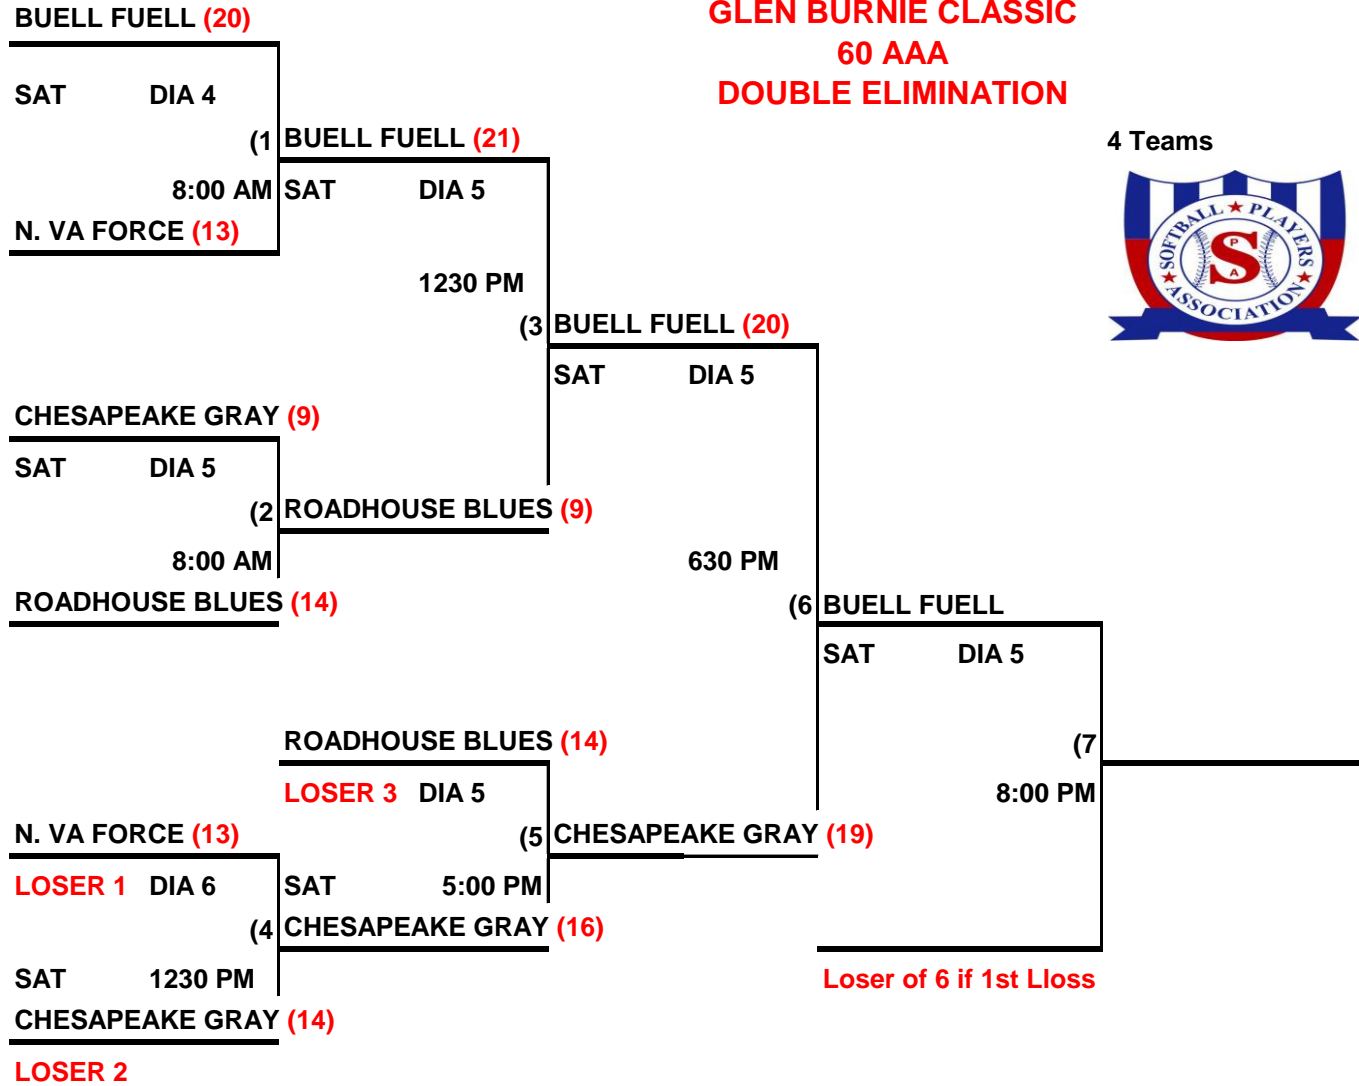 BUELL FUELL (20)
GLEN BURNIE CLASSIC
60 AAA
DOUBLE ELIMINATION
SAT DIA 4
(1 BUELL FUELL (21)
4 Teams
8:00 AM SAT DIA 5
N. VA FORCE (13)
SOFTBALL ★ PLAYERS ★ ASSOCIATION ★
S
P
A
1230 PM
(3 BUELL FUELL (20)
SAT DIA 5
CHESAPEAKE GRAY (9)
SAT DIA 5
(2 ROADHOUSE BLUES (9)
8:00 AM 630 PM
ROADHOUSE BLUES (14)
(6 BUELL FUELL
SAT DIA 5
ROADHOUSE BLUES (14)
(7
LOSER 3 DIA 5 8:00 PM
N. VA FORCE (13)
(5 CHESAPEAKE GRAY (19)
LOSER 1 DIA 6 SAT 5:00 PM
(4 CHESAPEAKE GRAY (16)
SAT 1230 PM Loser of 6 if 1st Lloss
CHESAPEAKE GRAY (14)
LOSER 2